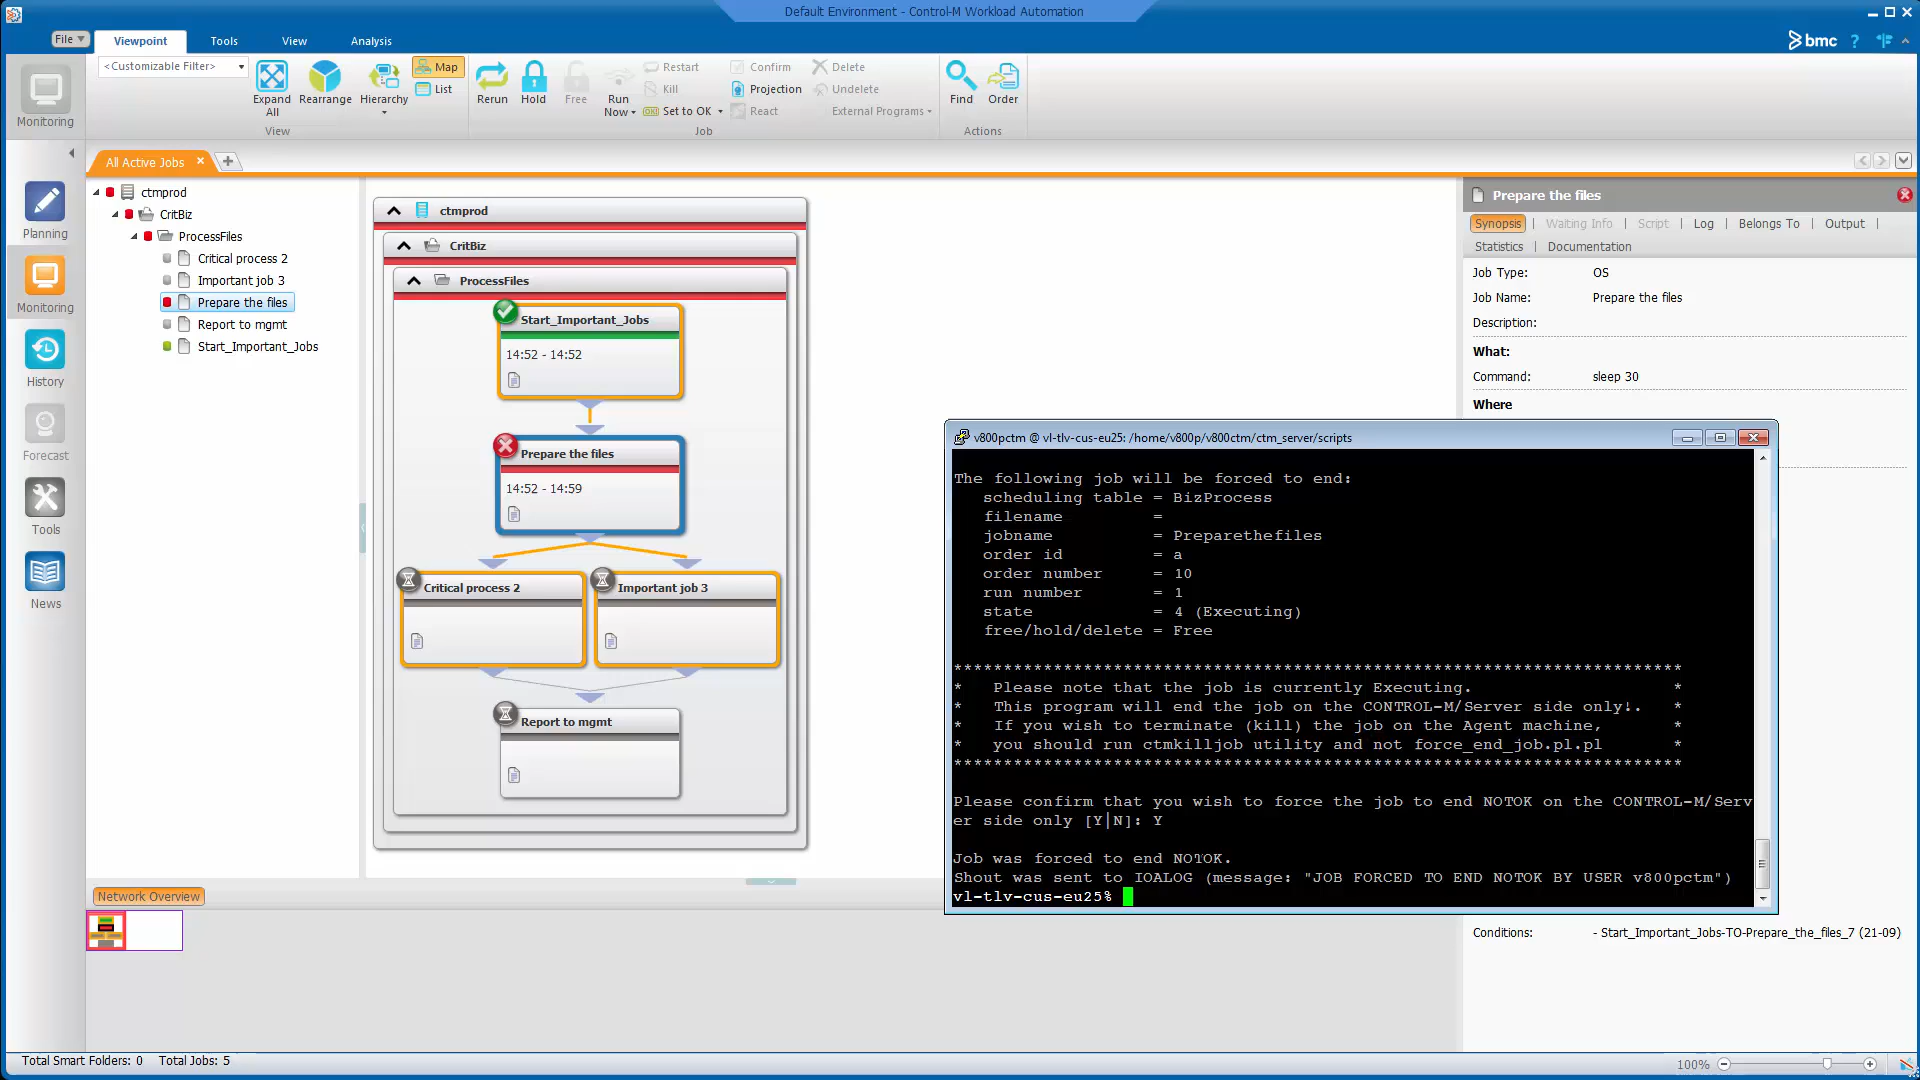 Default Environment - Control-M Workload Automation
File
Viewpoint
Tools
View
Analysis
bmc
?
<Customizable Filter>
Expand All
Rearrange
Hierarchy
Map
List
View
Rerun
Hold
Free
Run Now
Restart
Kill
Set to OK
Confirm
Projection
React
Delete
Undelete
External Programs
Job
Find
Order
Actions
Monitoring
Planning
Monitoring
History
Forecast
Tools
News
All Active Jobs
ctmprod
CritBiz
ProcessFiles
Critical process 2
Important job 3
Prepare the files
Report to mgmt
Start_Important_Jobs
ctmprod
CritBiz
ProcessFiles
Start_Important_Jobs
14:52 - 14:52
Prepare the files
14:52 - 14:59
Critical process 2
Important job 3
Report to mgmt
Prepare the files
Synopsis | Waiting Info | Script | Log | Belongs To | Output |
Statistics | Documentation
Job Type: OS
Job Name: Prepare the files
Description:
What:
Command: sleep 30
Where
v800pctm @ vl-tlv-cus-eu25: /home/v800p/v800ctm/ctm_server/scripts
The following job will be forced to end:
scheduling table = BizProcess
filename =
jobname = Preparethefiles
order id = a
order number = 10
run number = 1
state = 4 (Executing)
free/hold/delete = Free
**************************************************************************
* Please note that the job is currently Executing. *
* This program will end the job on the CONTROL-M/Server side only!. *
* If you wish to terminate (kill) the job on the Agent machine, *
* you should run ctmkilljob utility and not force_end_job.pl.pl *
**************************************************************************
Please confirm that you wish to force the job to end NOTOK on the CONTROL-M/Serv
er side only [Y|N]: Y
Job was forced to end NOTOK.
Shout was sent to IOALOG (message: "JOB FORCED TO END NOTOK BY USER v800pctm")
vl-tlv-cus-eu25%
Conditions: - Start_Important_Jobs-TO-Prepare_the_files_7 (21-09)
Network Overview
Total Smart Folders: 0 Total Jobs: 5
100%